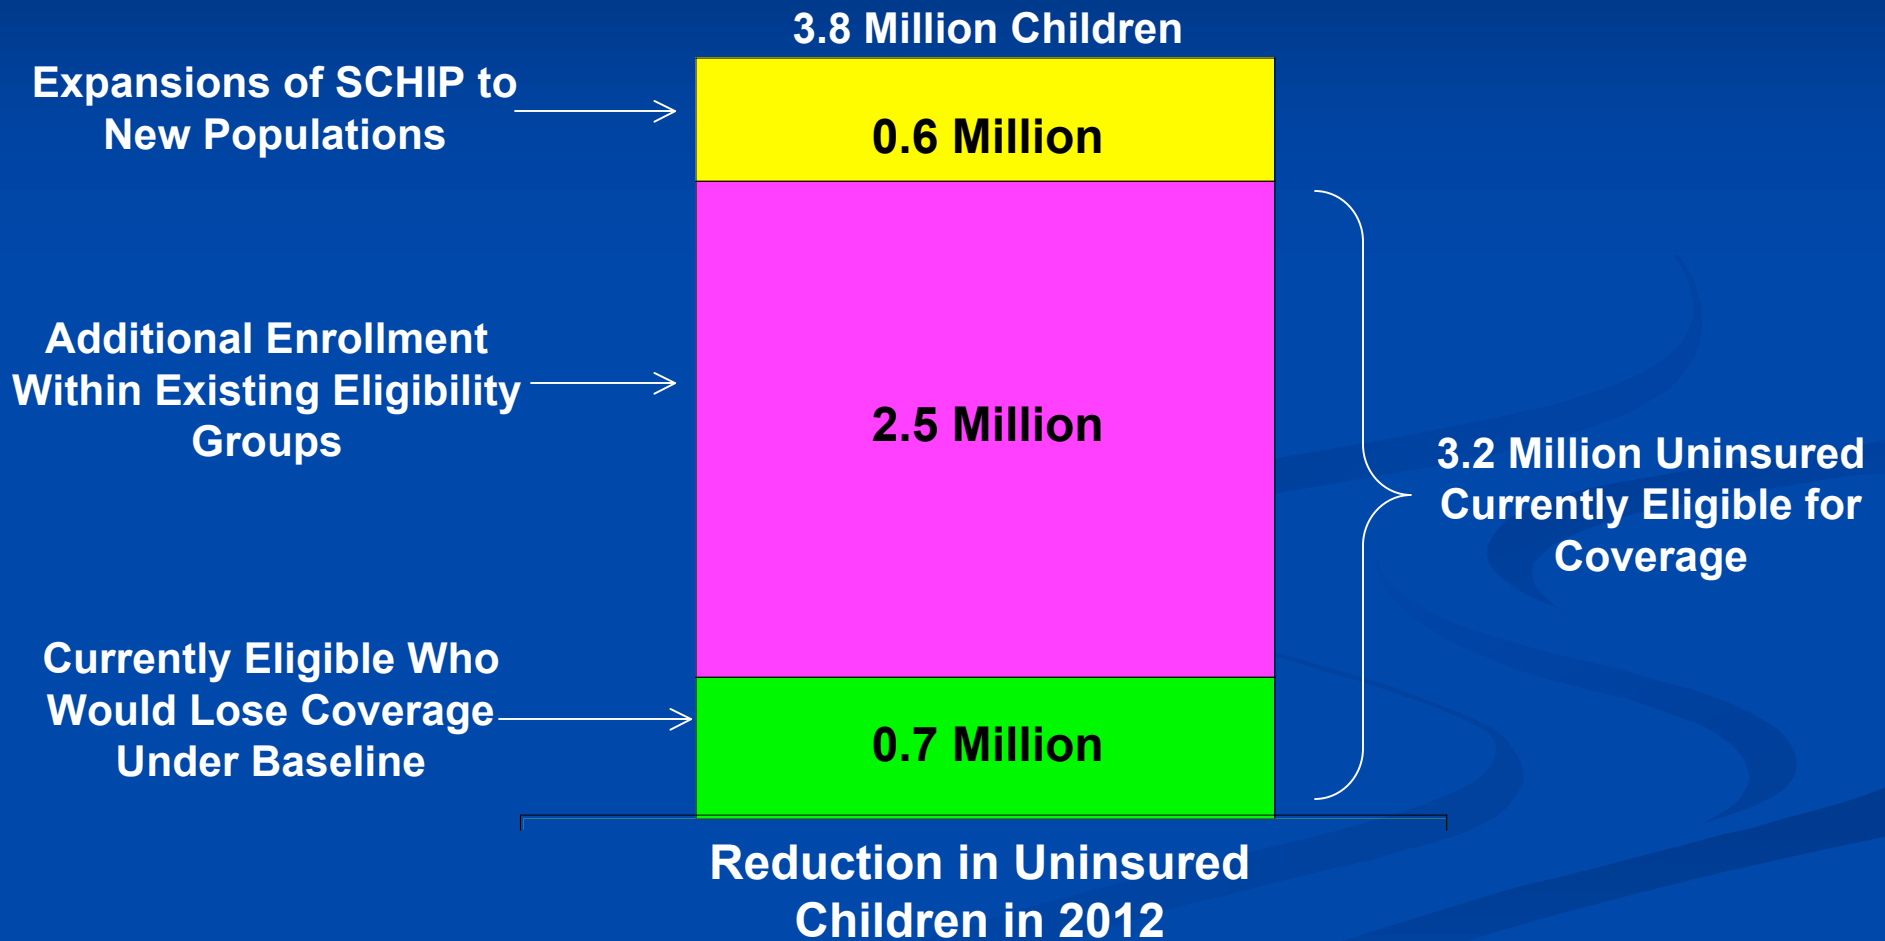 3.8 Million Children
Expansions of SCHIP to
New Populations
0.6 Million
Additional Enrollment
Within Existing Eligibility
Groups
2.5 Million
3.2 Million Uninsured
Currently Eligible for
Coverage
Currently Eligible Who
Would Lose Coverage
Under Baseline
0.7 Million
Reduction in Uninsured
Children in 2012